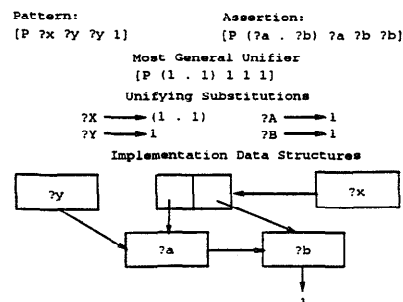 Pattern: Assertion:
[P ?x ?y ?y 1] [P (?a . ?b) ?a ?b ?b]
Most General Unifier
[P (1 . 1) 1 1 1]
Unifying Substitutions
?X (1 . 1) ?A 1
?Y 1 ?B 1
Implementation Data Structures
?y ?x
?a ?b
1